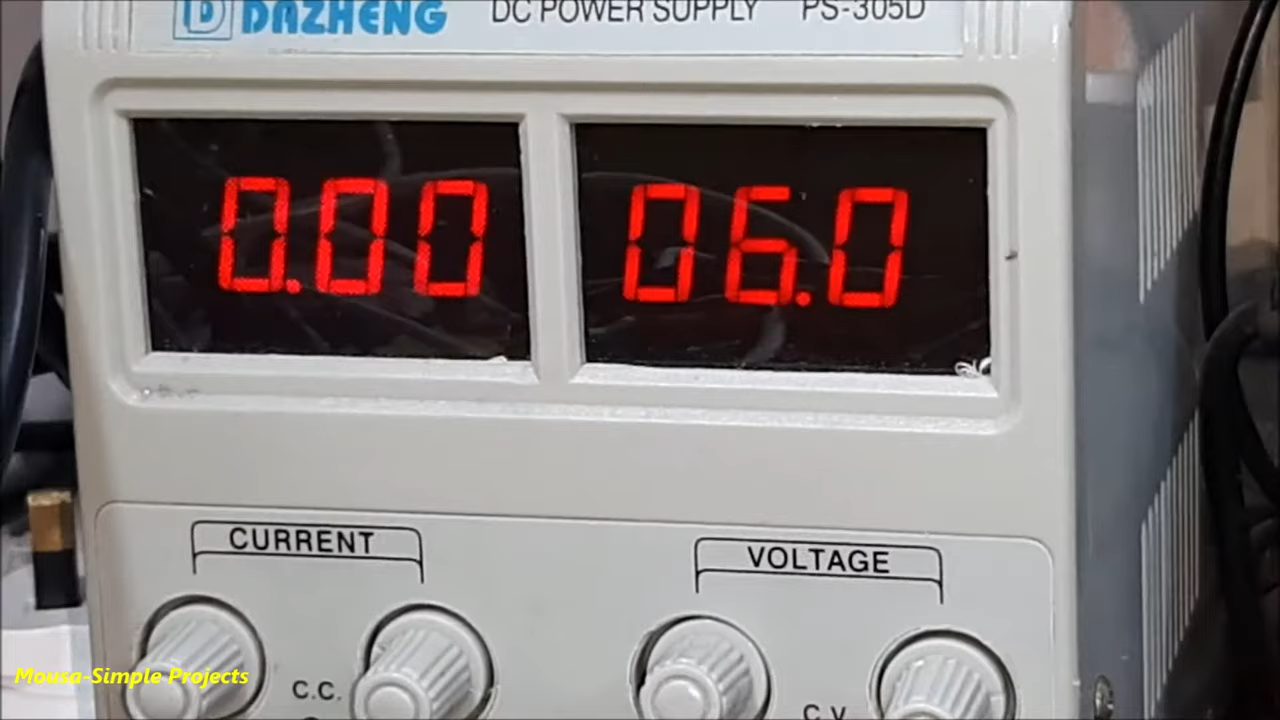 D DAZHENG DC POWER SUPPLY PS-305D
0.00 06.0
CURRENT VOLTAGE
C.C. C.V
Mousa-Simple Projects